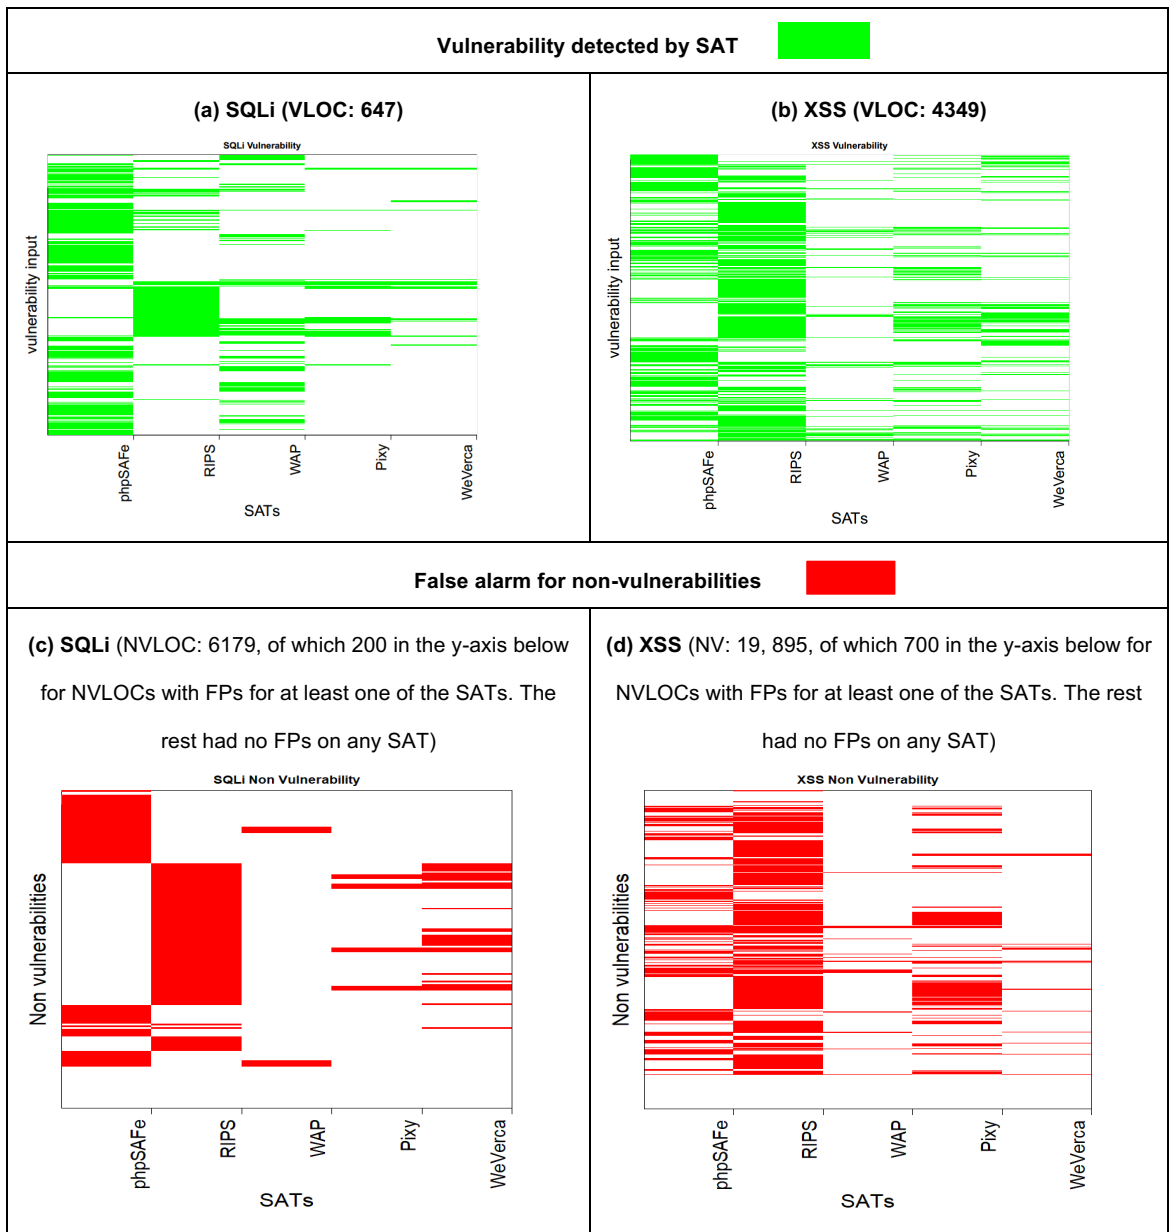 Vulnerability detected by SAT
(a) SQLi (VLOC: 647)
SQLi Vulnerability
vulnerability input
phpSAFe
RIPS
WAP
Pixy
WeVerca
SATs
(b) XSS (VLOC: 4349)
XSS Vulnerability
vulnerability input
phpSAFe
RIPS
WAP
Pixy
WeVerca
SATs
False alarm for non-vulnerabilities
(c) SQLi (NVLOC: 6179, of which 200 in the y-axis below
for NVLOCs with FPs for at least one of the SATs. The
rest had no FPs on any SAT)
SQLi Non Vulnerability
Non vulnerabilities
phpSAFe
RIPS
WAP
Pixy
WeVerca
SATs
(d) XSS (NV: 19, 895, of which 700 in the y-axis below for
NVLOCs with FPs for at least one of the SATs. The rest
had no FPs on any SAT)
XSS Non Vulnerability
Non vulnerabilities
phpSAFe
RIPS
WAP
Pixy
WeVerca
SATs